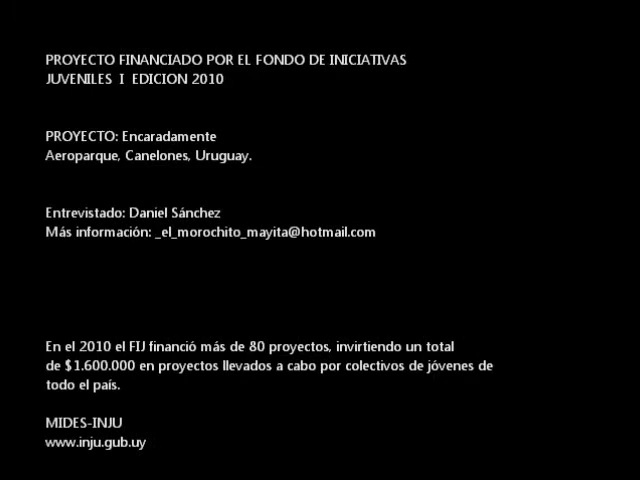 PROYECTO FINANCIADO POR EL FONDO DE INICIATIVAS
JUVENILES I EDICION 2010
PROYECTO: Encaradamente
Aeroparque, Canelones, Uruguay.
Entrevistado: Daniel Sánchez
Más información: _el_morochito_mayita@hotmail.com
En el 2010 el FIJ financió más de 80 proyectos, invirtiendo un total
de $1.600.000 en proyectos llevados a cabo por colectivos de jóvenes de
todo el país.
MIDES-INJU
www.inju.gub.uy